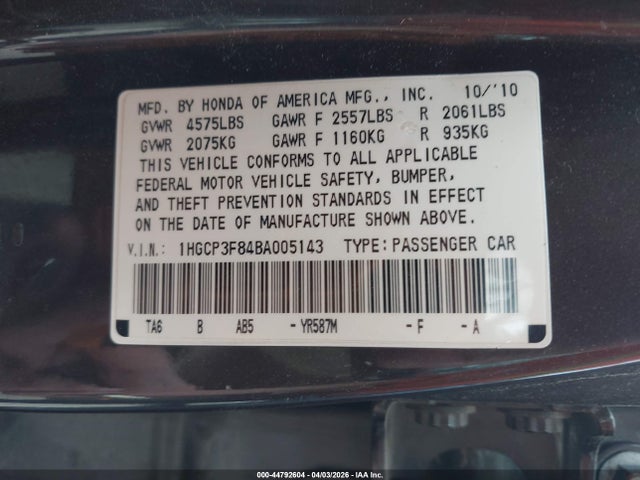 MFD. BY HONDA OF AMERICA MFG., INC. 10/'10
GVWR 4575LBS GAWR F 2557LBS R 2061LBS
GVWR 2075KG GAWR F 1160KG R 935KG
THIS VEHICLE CONFORMS TO ALL APPLICABLE
FEDERAL MOTOR VEHICLE SAFETY, BUMPER,
AND THEFT PREVENTION STANDARDS IN EFFECT
ON THE DATE OF MANUFACTURE SHOWN ABOVE.
V.I.N.: 1HGCP3F84BA005143 TYPE: PASSENGER CAR
TA6 B AB5 -YR587M -F -A
000-44792604 - 04/03/2026 - IAA Inc.